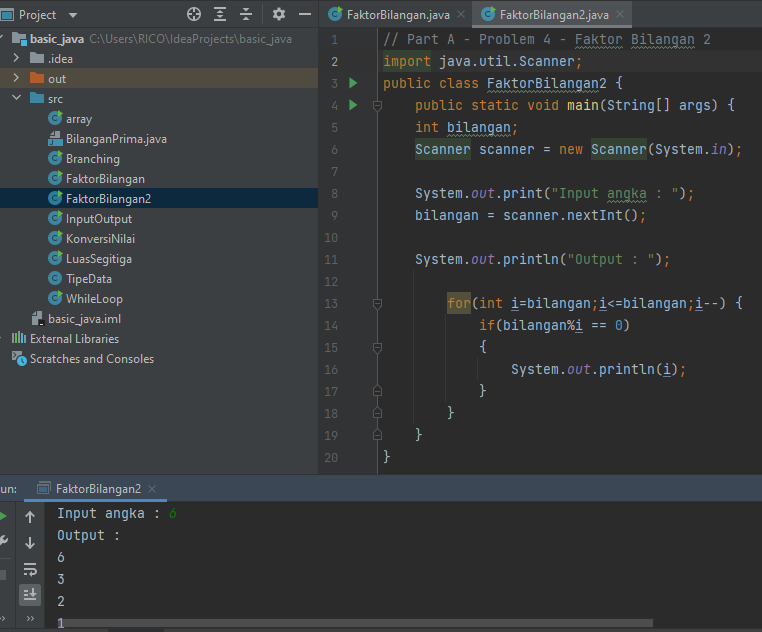 Project
FaktorBilangan.java
FaktorBilangan2.java
basic_java C:\Users\RICO\IdeaProjects\basic_java
.idea
out
src
array
BilanganPrima.java
Branching
FaktorBilangan
FaktorBilangan2
InputOutput
KonversiNilai
LuasSegitiga
TipeData
WhileLoop
basic_java.iml
External Libraries
Scratches and Consoles
1 // Part A - Problem 4 - Faktor Bilangan 2
2 import java.util.Scanner;
3 public class FaktorBilangan2 {
4 public static void main(String[] args) {
5 int bilangan;
6 Scanner scanner = new Scanner(System.in);
7
8 System.out.print("Input angka : ");
9 bilangan = scanner.nextInt();
10
11 System.out.println("Output : ");
12
13 for(int i=bilangan;i<=bilangan;i--) {
14 if(bilangan%i == 0)
15 {
16 System.out.println(i);
17 }
18 }
19 }
20 }
un: FaktorBilangan2
Input angka : 6
Output :
6
3
2
1